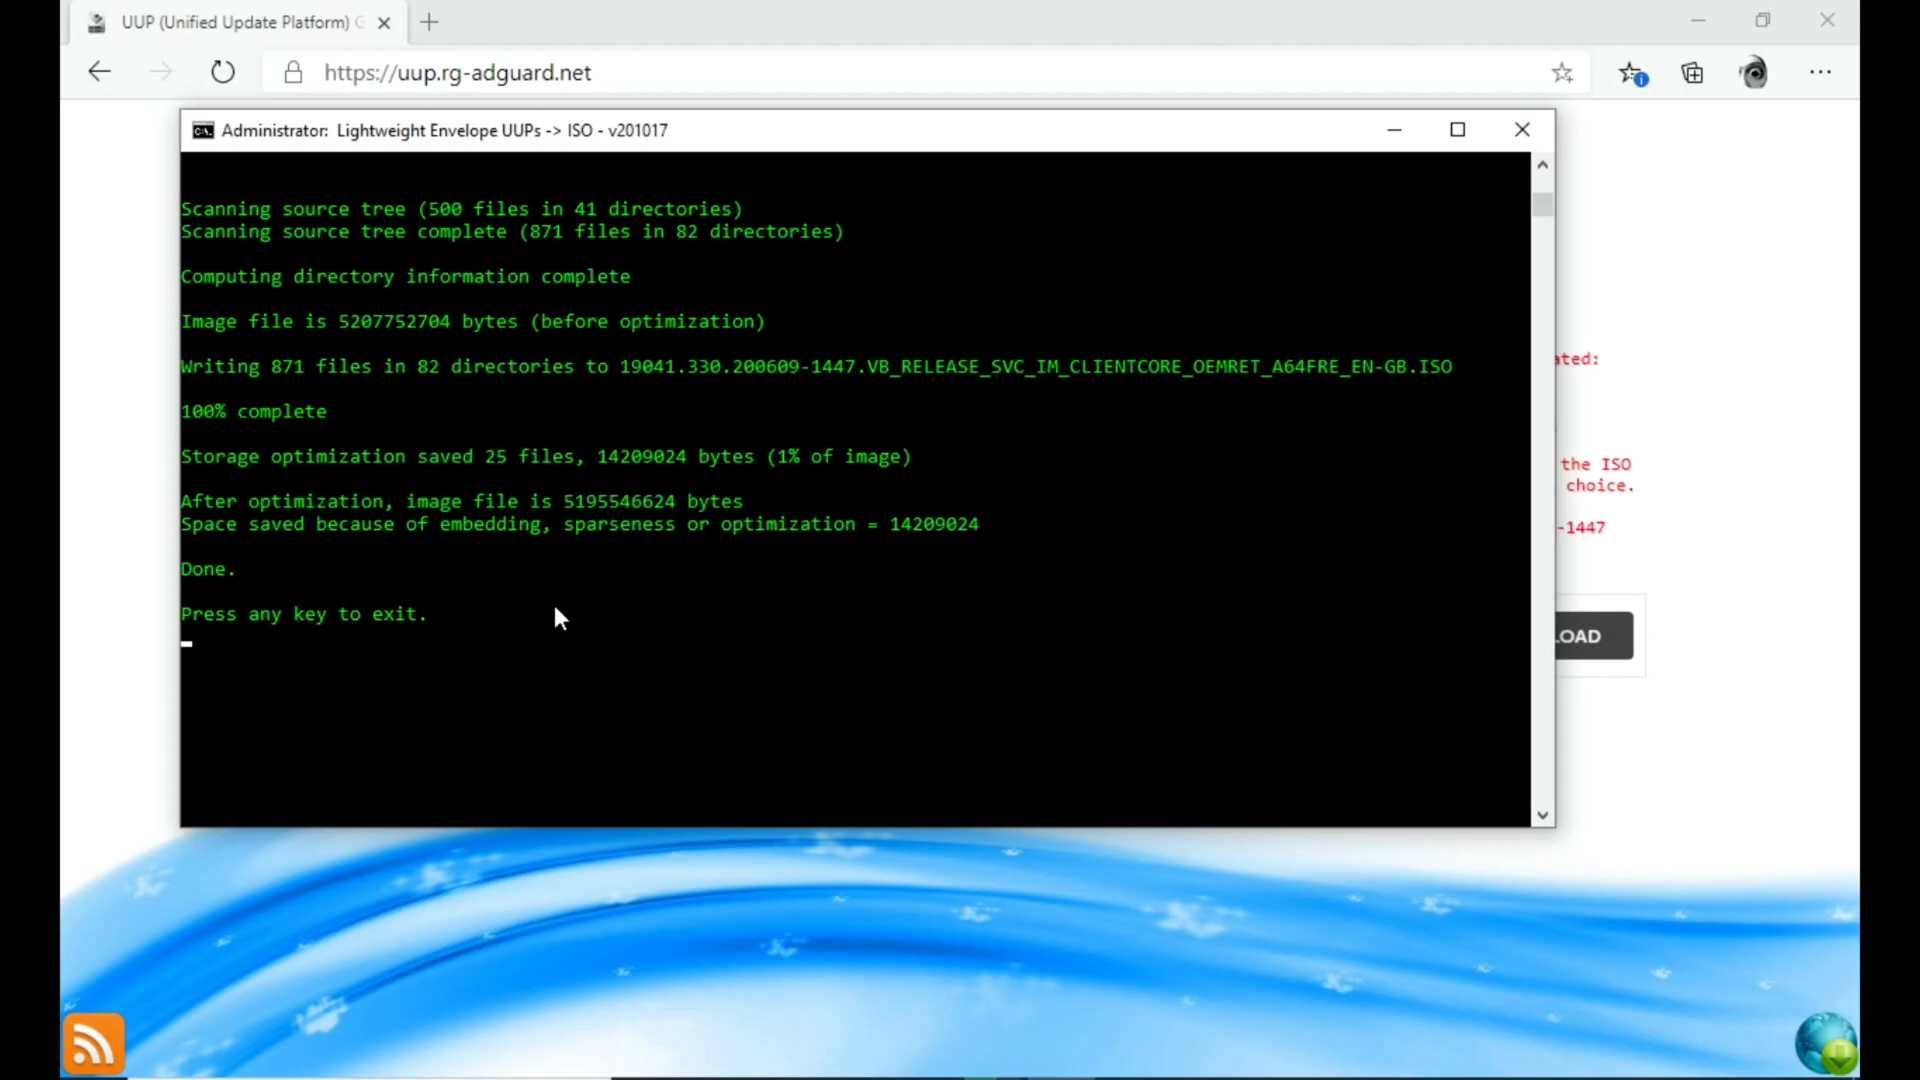 UUP (Unified Update Platform) G
https://uup.rg-adguard.net
Administrator: Lightweight Envelope UUPs -> ISO - v201017
Scanning source tree (500 files in 41 directories)
Scanning source tree complete (871 files in 82 directories)
Computing directory information complete
Image file is 5207752704 bytes (before optimization)
Writing 871 files in 82 directories to 19041.330.200609-1447.VB_RELEASE_SVC_IM_CLIENTCORE_OEMRET_A64FRE_EN-GB.ISO
100% complete
Storage optimization saved 25 files, 14209024 bytes (1% of image)
After optimization, image file is 5195546624 bytes
Space saved because of embedding, sparseness or optimization = 14209024
Done.
Press any key to exit.
ated:
the ISO
choice.
-1447
LOAD